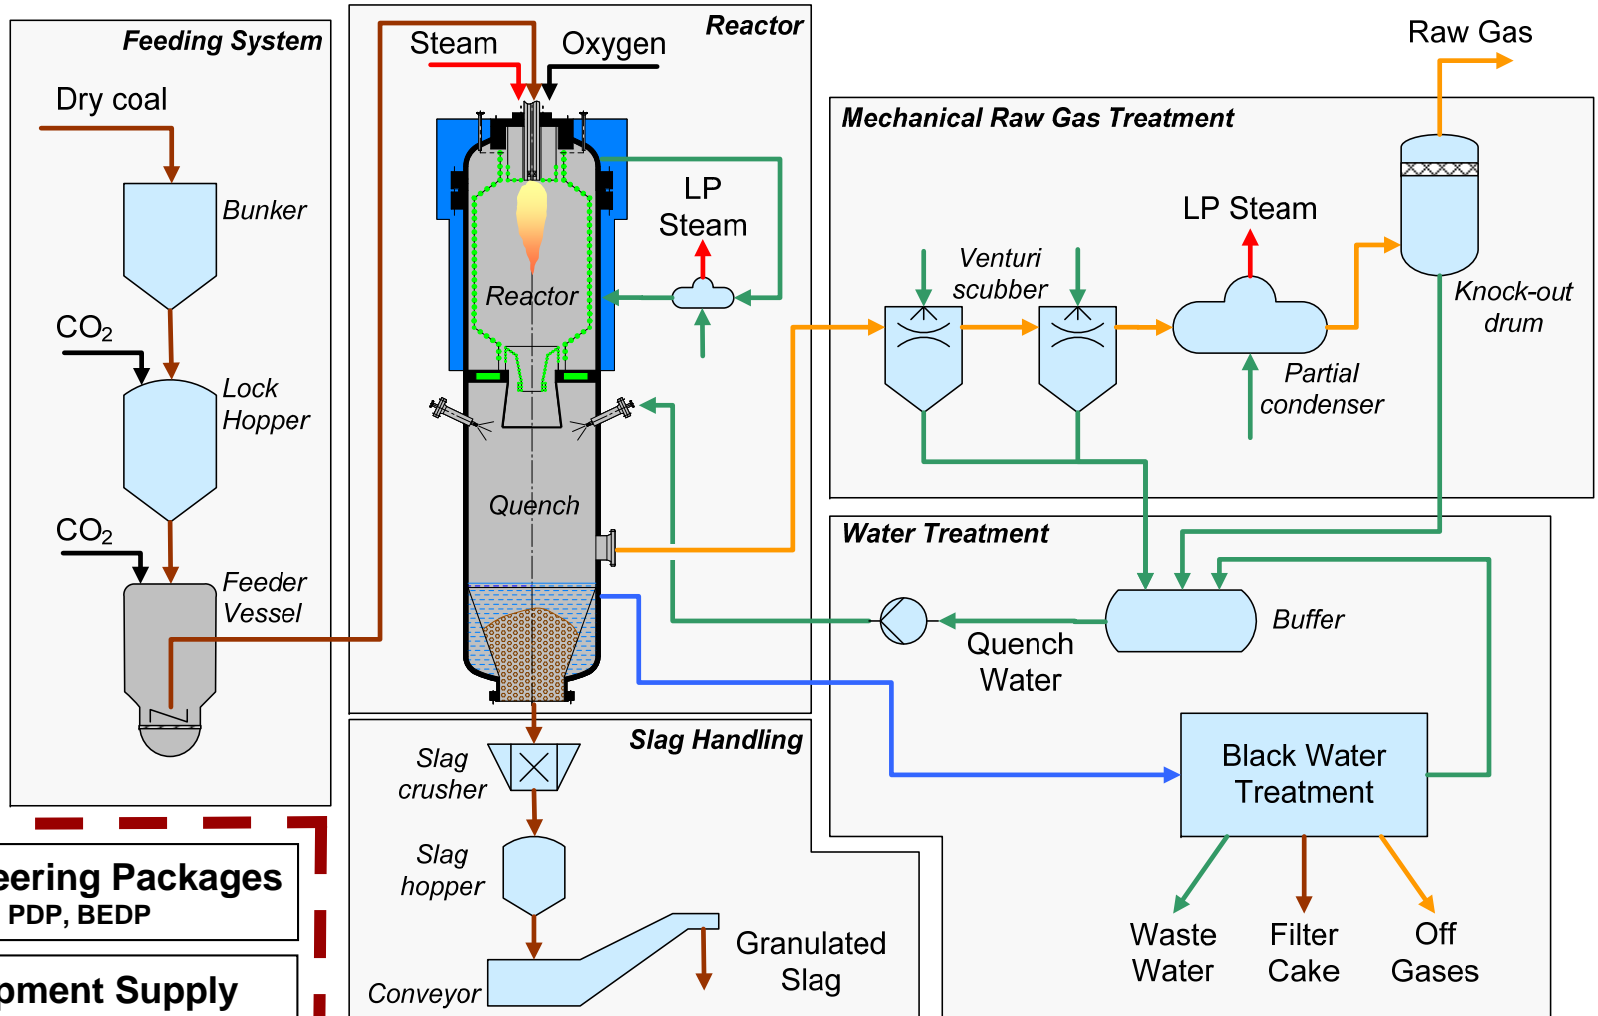 Feeding System
Dry coal
Bunker
CO2
Lock
Hopper
CO2
Feeder
Vessel
Reactor
Steam
Oxygen
LP
Steam
Reactor
Quench
Slag Handling
Slag
crusher
Slag
hopper
Conveyor
Granulated
Slag
Raw Gas
Mechanical Raw Gas Treatment
Venturi
scubber
LP Steam
Partial
condenser
Knock-out
drum
Water Treatment
Buffer
Quench
Water
Black Water
Treatment
Waste
Water
Filter
Cake
Off
Gases
eering Packages
PDP, BEDP
pment Supply